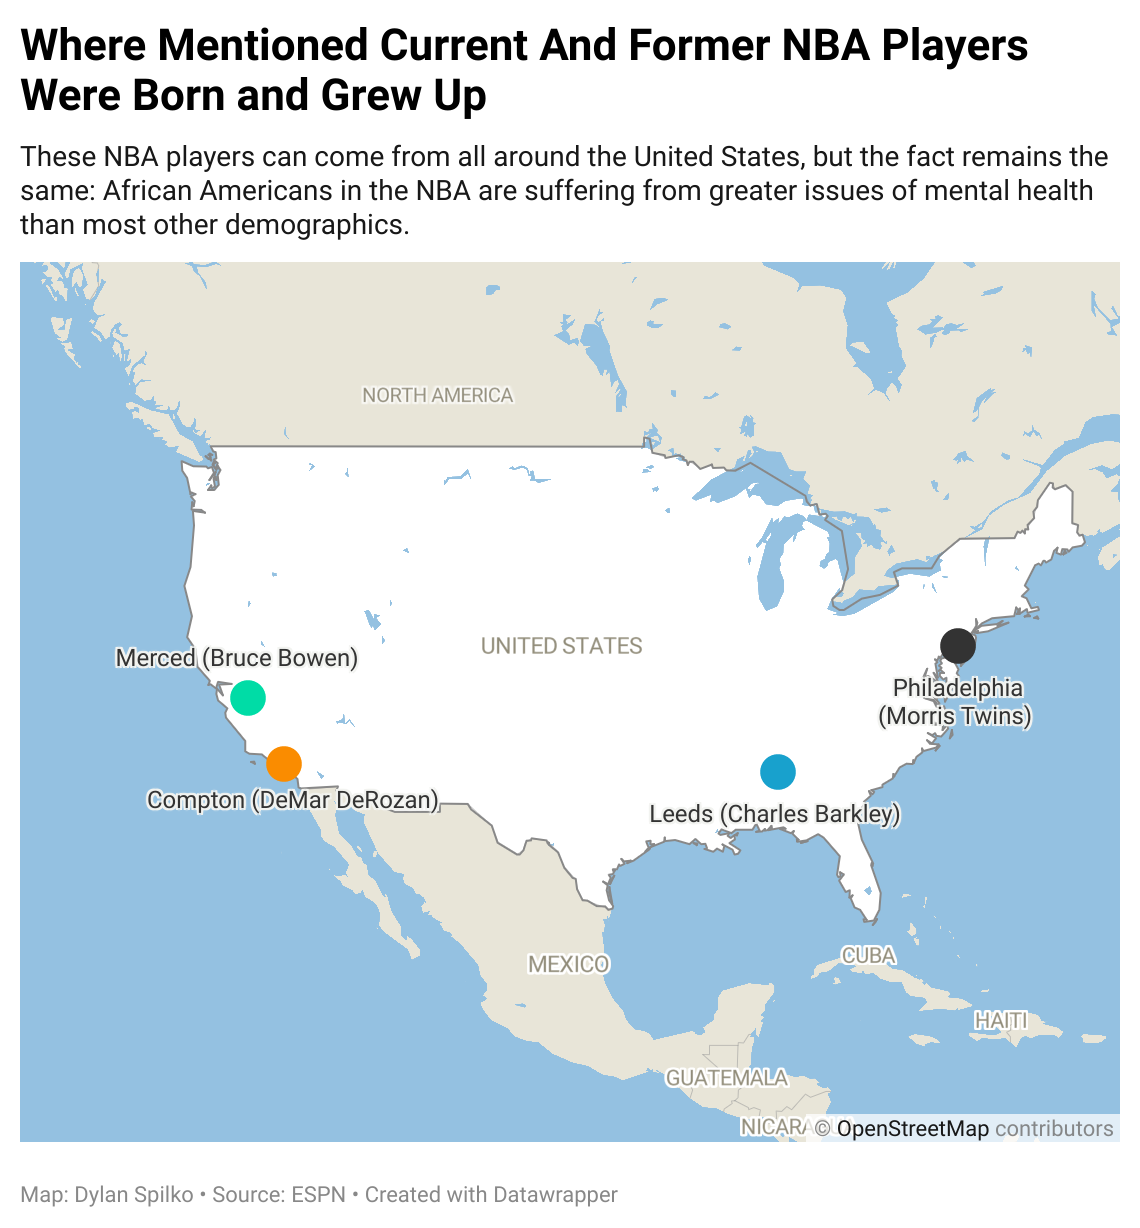 Where Mentioned Current And Former NBA Players
Were Born and Grew Up
These NBA players can come from all around the United States, but the fact remains the
same: African Americans in the NBA are suffering from greater issues of mental health
than most other demographics.
NORTH AMERICA
UNITED STATES
Merced (Bruce Bowen)
Philadelphia
(Morris Twins)
Compton (DeMar DeRozan)
Leeds (Charles Barkley)
MEXICO
CUBA
HAITI
GUATEMALA
© OpenStreetMap contributors
Map: Dylan Spilko • Source: ESPN • Created with Datawrapper